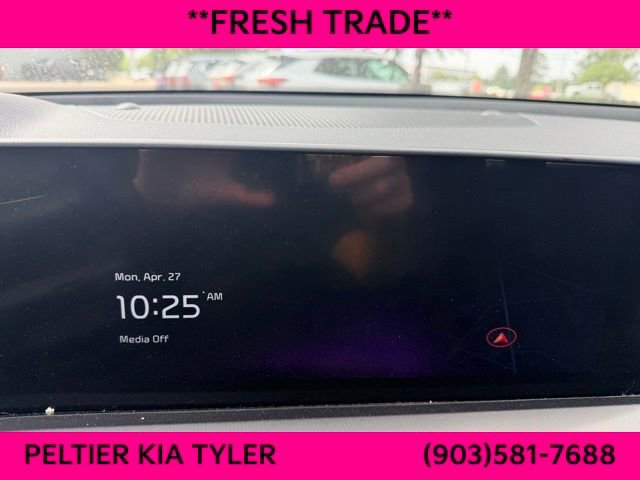 **FRESH TRADE**
Mon, Apr. 27
10:25 AM
Media Off
PELTIER KIA TYLER (903)581-7688